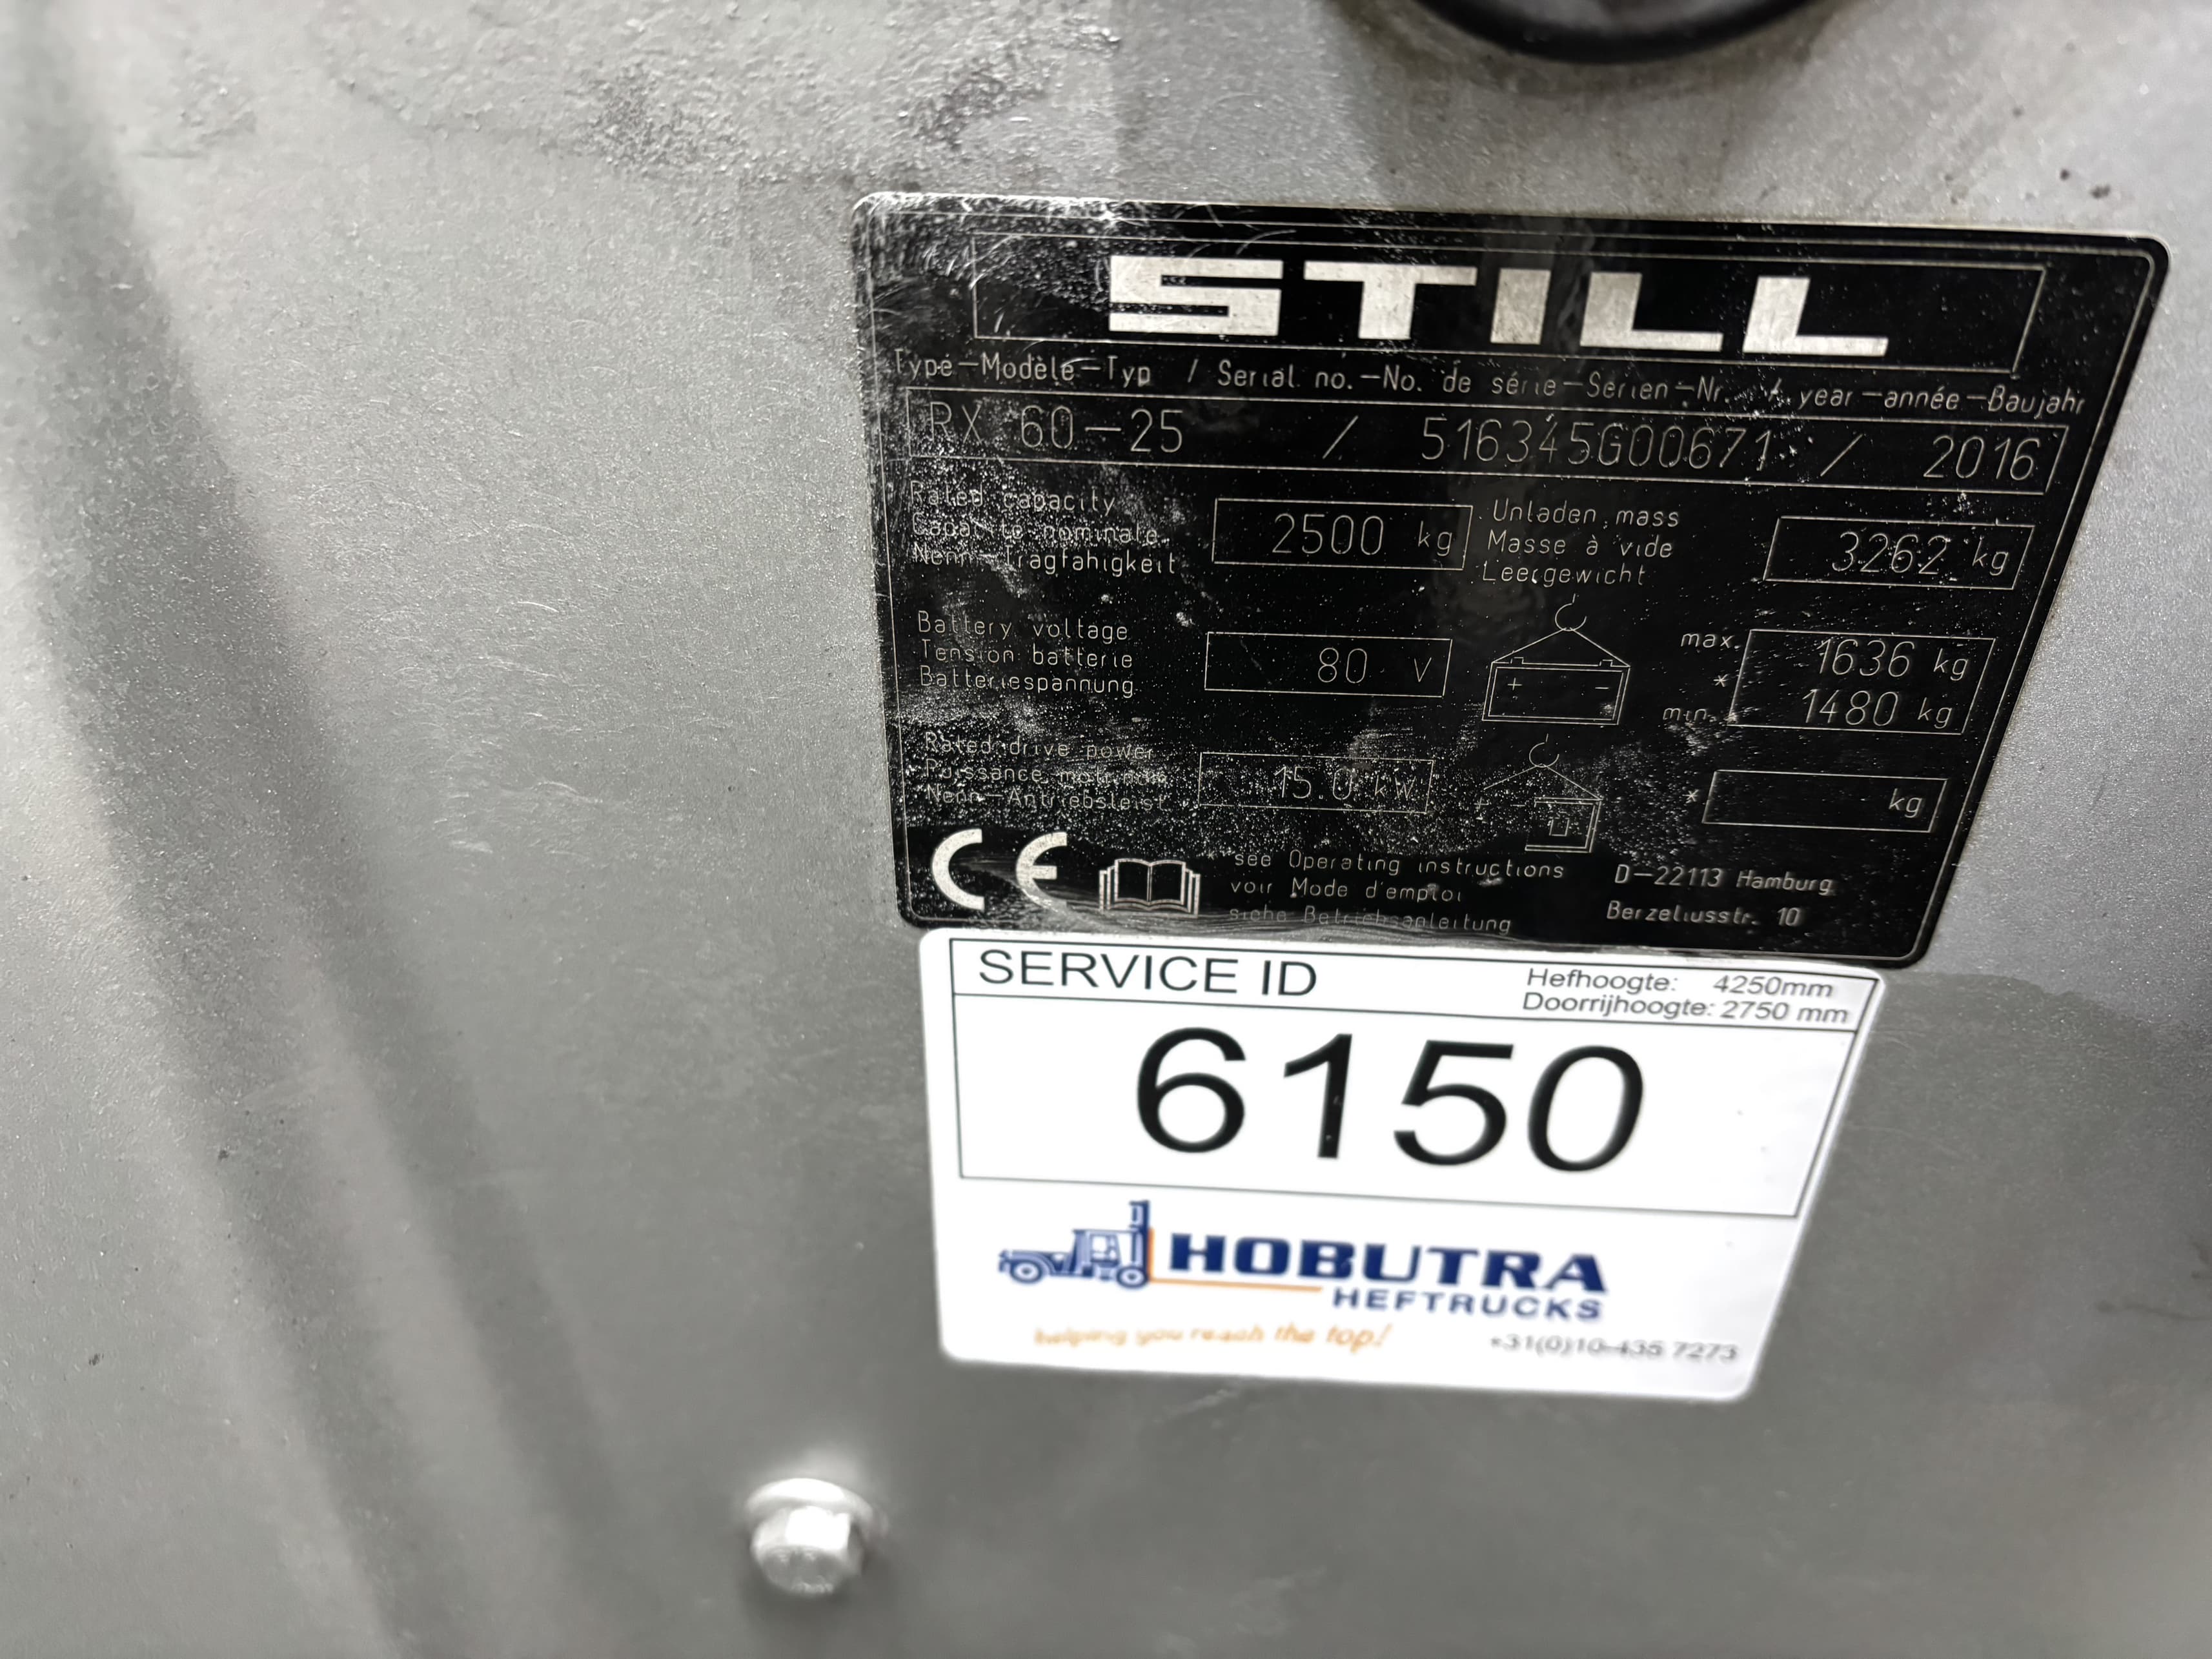 STILL
Type-Modèle-Typ / Serial no.-No. de série-Serien-Nr. / year-année-Baujahr
RX 60-25 / 516345G00671 / 2016
Rated capacity
Capacité nominale
Nenn-Tragfähigkeit
2500 kg
Unladen mass
Masse à vide
Leergewicht
3262 kg
Battery voltage
Tension batterie
Batteriespannung
80 V
+ -
max. 1636 kg
*
min. 1480 kg
Rated drive power
Puissance motrice
Nenn-Antriebsleist.
15.0 kW
+ -
* kg
CE
see Operating instructions
voir Mode d'emploi
siehe Betriebsanleitung
D-22113 Hamburg
Berzeliusstr. 10
SERVICE ID
Hefhoogte: 4250mm
Doorrijhoogte: 2750 mm
6150
HOBUTRA
HEFTRUCKS
helping you reach the top!
+31(0)10-435 7273